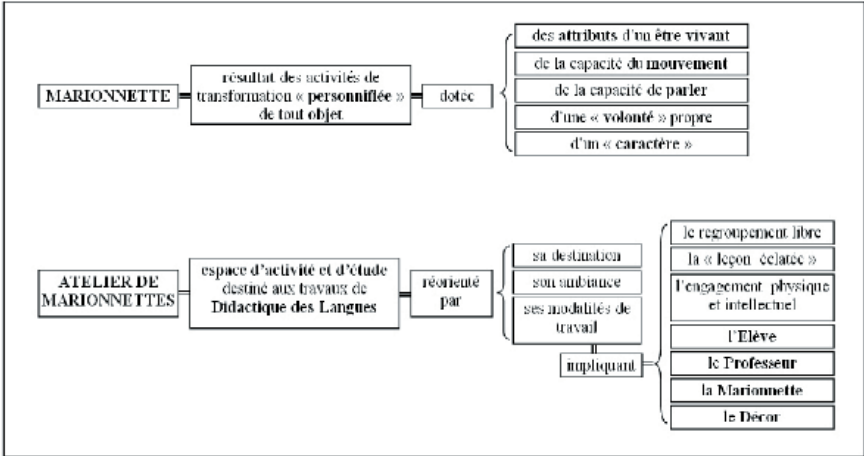 MARIONNETTE
résultat des activités de
transformation « personnifiée »
de tout objet
dotée
des attributs d'un être vivant
de la capacité du mouvement
de la capacité de parler
d'une « volonté » propre
d'un « caractère »
ATELIER DE
MARIONNETTES
espace d'activité et d'étude
destiné aux travaux de
Didactique des Langues
réorienté
par
sa destination
son ambiance
ses modalités de
travail
impliquant
le regroupement libre
la « leçon éclatée »
l'engagement physique
et intellectuel
l'Elève
le Professeur
la Marionnette
le Décor